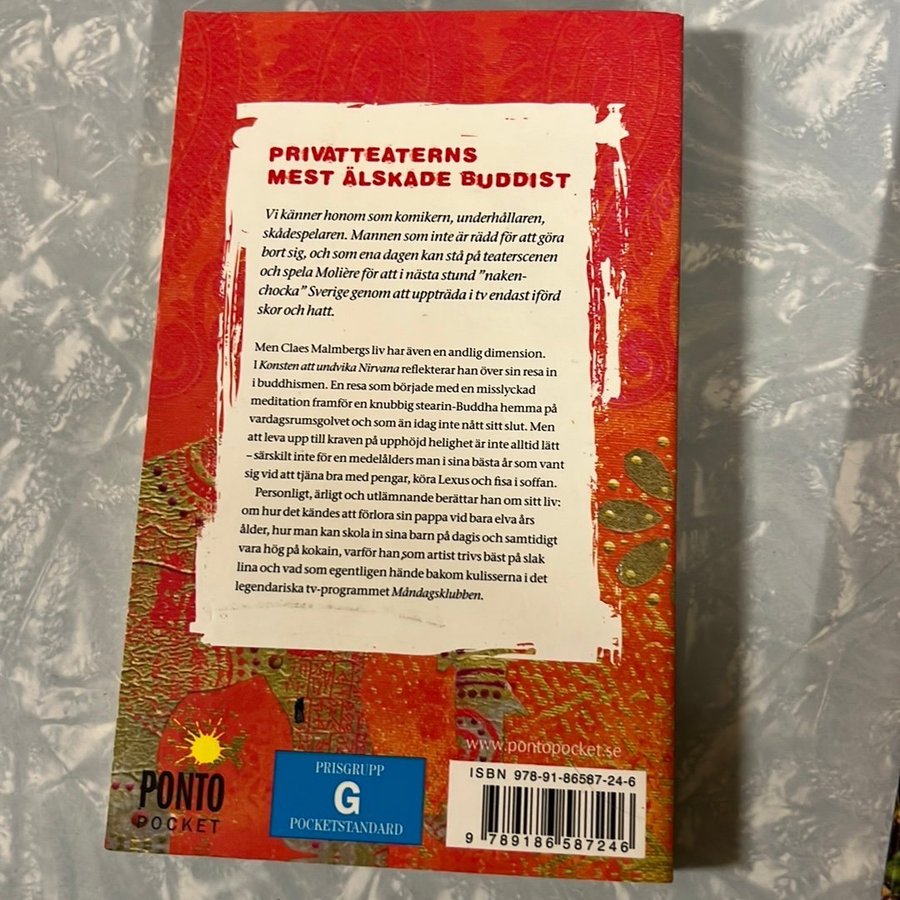 PRIVATTEATERNS
MEST ÄLSKADE BUDDIST
Vi känner honom som komikern, underhållaren,
skådespelaren. Mannen som inte är rädd för att göra
bort sig, och som ena dagen kan stå på teaterscenen
och spela Molière för att i nästa stund ”naken-
chocka” Sverige genom att uppträda i tv endast iförd
skor och hatt.
Men Claes Malmbergs liv har även en andlig dimension.
I Konsten att undvika Nirvana reflekterar han över sin resa in
i buddhismen. En resa som började med en misslyckad
meditation framför en knubbig stearin-Buddha hemma på
vardagsrumsgolvet och som än idag inte nått sitt slut. Men
att leva upp till kraven på upphöjd helighet är inte alltid lätt
– särskilt inte för en medelålders man i sina bästa år som vant
sig vid att tjäna bra med pengar, köra Lexus och fisa i soffan.
Personligt, ärligt och utlämnande berättar han om sitt liv:
om hur det kändes att förlora sin pappa vid bara elva års
ålder, hur man kan skola in sina barn på dagis och samtidigt
vara hög på kokain, varför han som artist trivs bäst på slak
lina och vad som egentligen hände bakom kulisserna i det
legendariska tv-programmet Måndagsklubben.
www.pontopocket.se
PONTO
POCKET
PRISGRUPP
G
POCKETSTANDARD
ISBN 978-91-86587-24-6
9 789186 587246